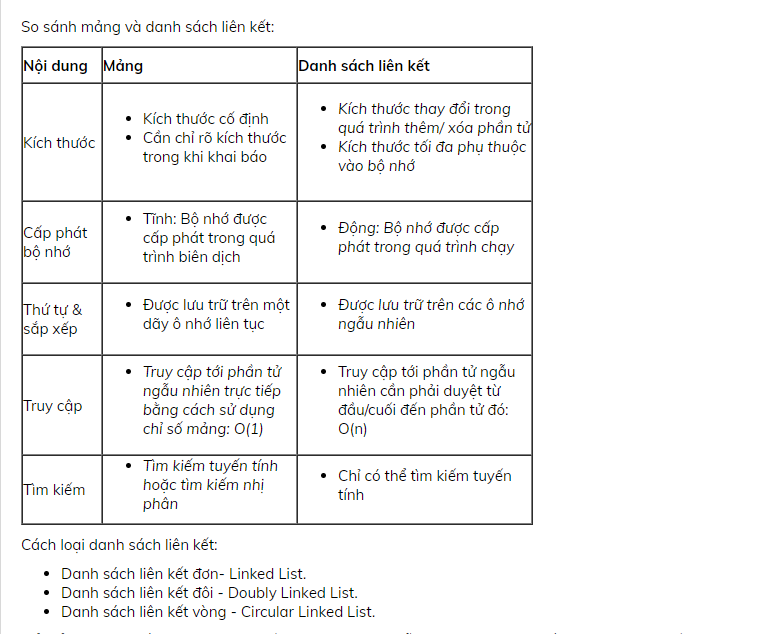 So sánh mảng và danh sách liên kết:
Nội dung Mảng Danh sách liên kết
Kích thước
Kích thước cố định
Cần chỉ rõ kích thước
trong khi khai báo
Kích thước thay đổi trong
quá trình thêm/ xóa phần tử
Kích thước tối đa phụ thuộc
vào bộ nhớ
Cấp phát
bộ nhớ
Tĩnh: Bộ nhớ được
cấp phát trong quá
trình biên dịch
Động: Bộ nhớ được cấp
phát trong quá trình chạy
Thứ tự &
sắp xếp
Được lưu trữ trên một
dãy ô nhớ liên tục
Được lưu trữ trên các ô nhớ
ngẫu nhiên
Truy cập
Truy cập tới phần tử
ngẫu nhiên trực tiếp
bằng cách sử dụng
chỉ số mảng: O(1)
Truy cập tới phần tử ngẫu
nhiên cần phải duyệt từ
đầu/cuối đến phần tử đó:
O(n)
Tìm kiếm
Tìm kiếm tuyến tính
hoặc tìm kiếm nhị
phân
Chỉ có thể tìm kiếm tuyến
tính
Cách loại danh sách liên kết:
Danh sách liên kết đơn- Linked List.
Danh sách liên kết đôi - Doubly Linked List.
Danh sách liên kết vòng - Circular Linked List.